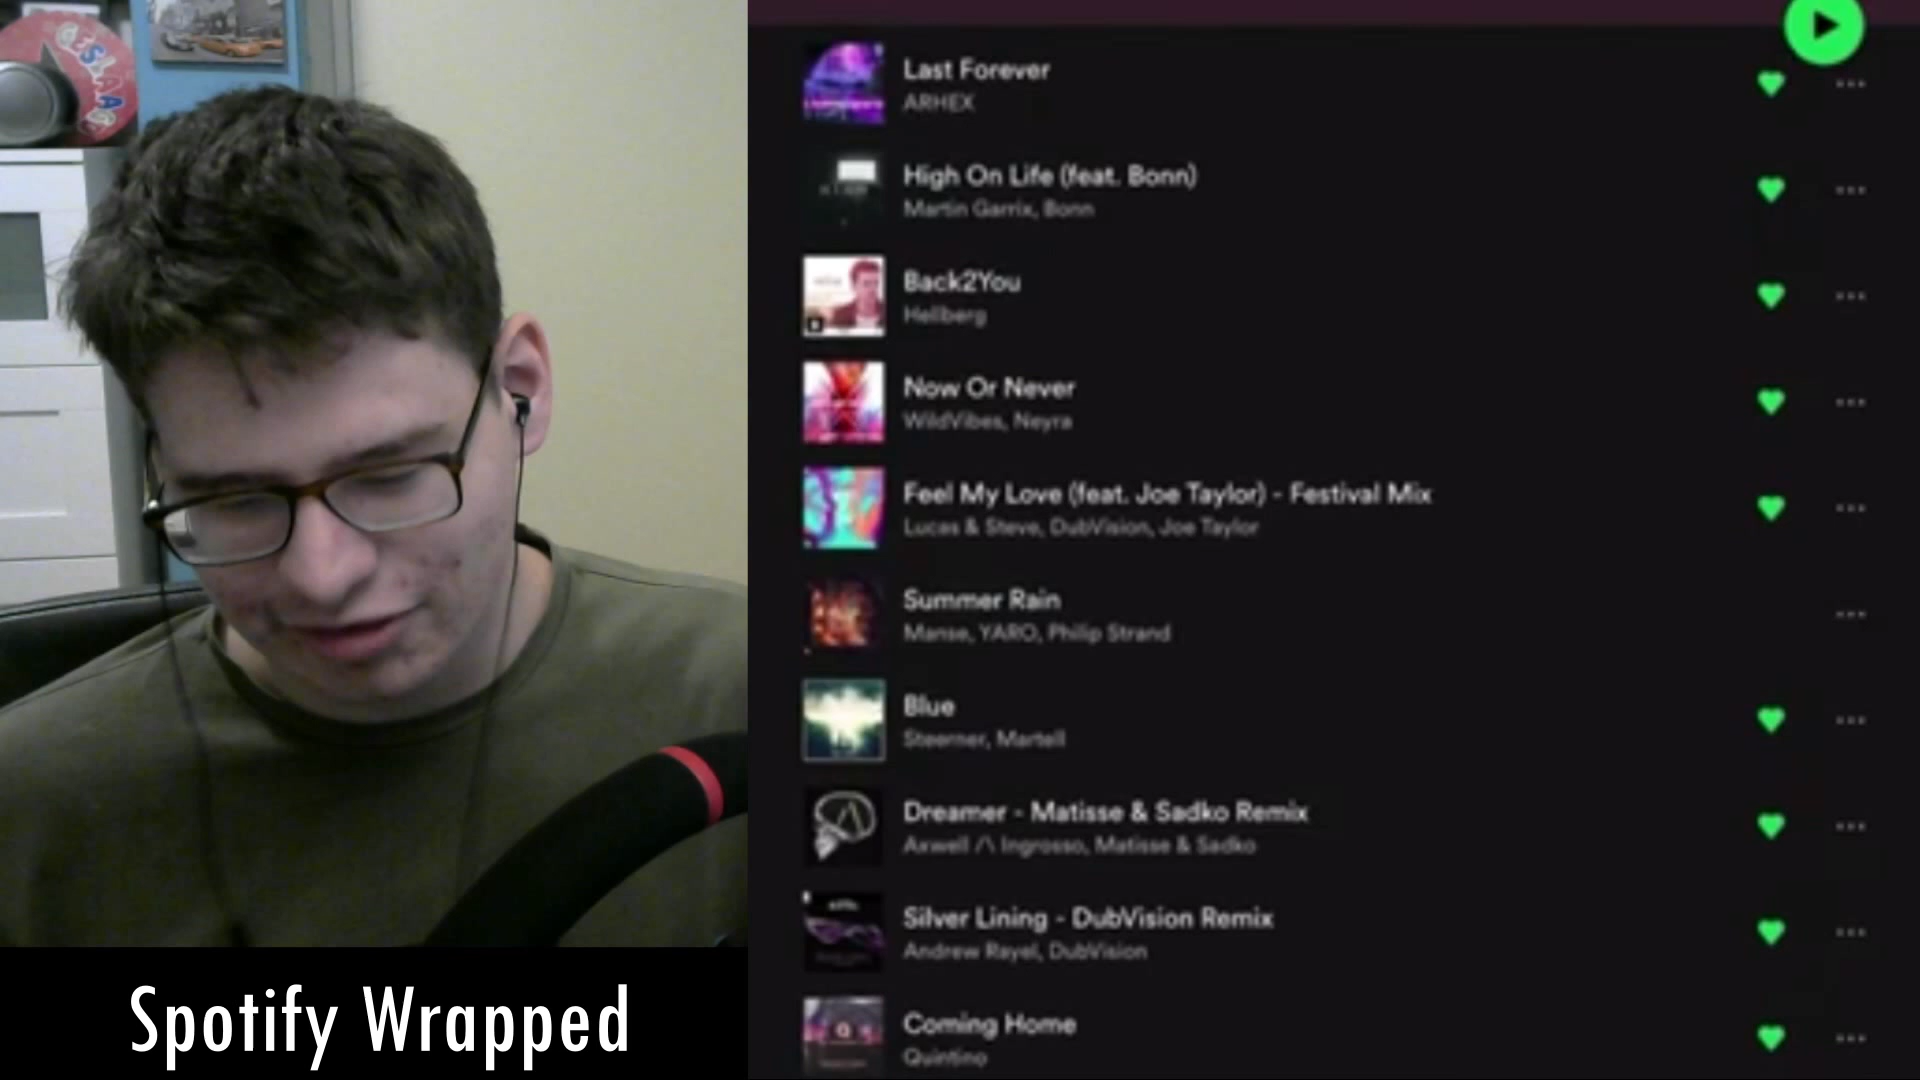 Last Forever
ARHEX
High On Life (feat. Bonn)
Martin Garrix, Bonn
Back2You
Hellberg
Now Or Never
WildVibes, Neyra
Feel My Love (feat. Joe Taylor) - Festival Mix
Lucas & Steve, DubVision, Joe Taylor
Summer Rain
Manse, YARO, Philip Strand
Blue
Steerner, Martell
Dreamer - Matisse & Sadko Remix
Axwell /\ Ingrosso, Matisse & Sadko
Silver Lining - DubVision Remix
Andrew Rayel, DubVision
Coming Home
Quintino
Spotify Wrapped